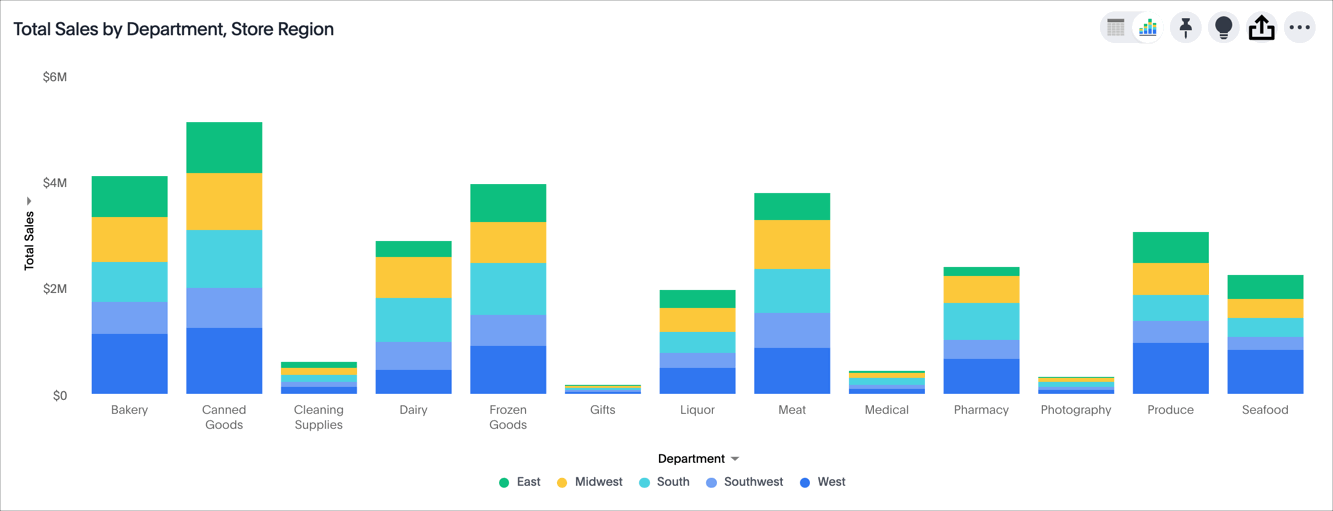 Total Sales by Department, Store Region
$6M
$4M
$2M
$0
Total Sales
Bakery
Canned
Goods
Cleaning
Supplies
Dairy
Frozen
Goods
Gifts
Liquor
Meat
Medical
Pharmacy
Photography
Produce
Seafood
Department
East
Midwest
South
Southwest
West